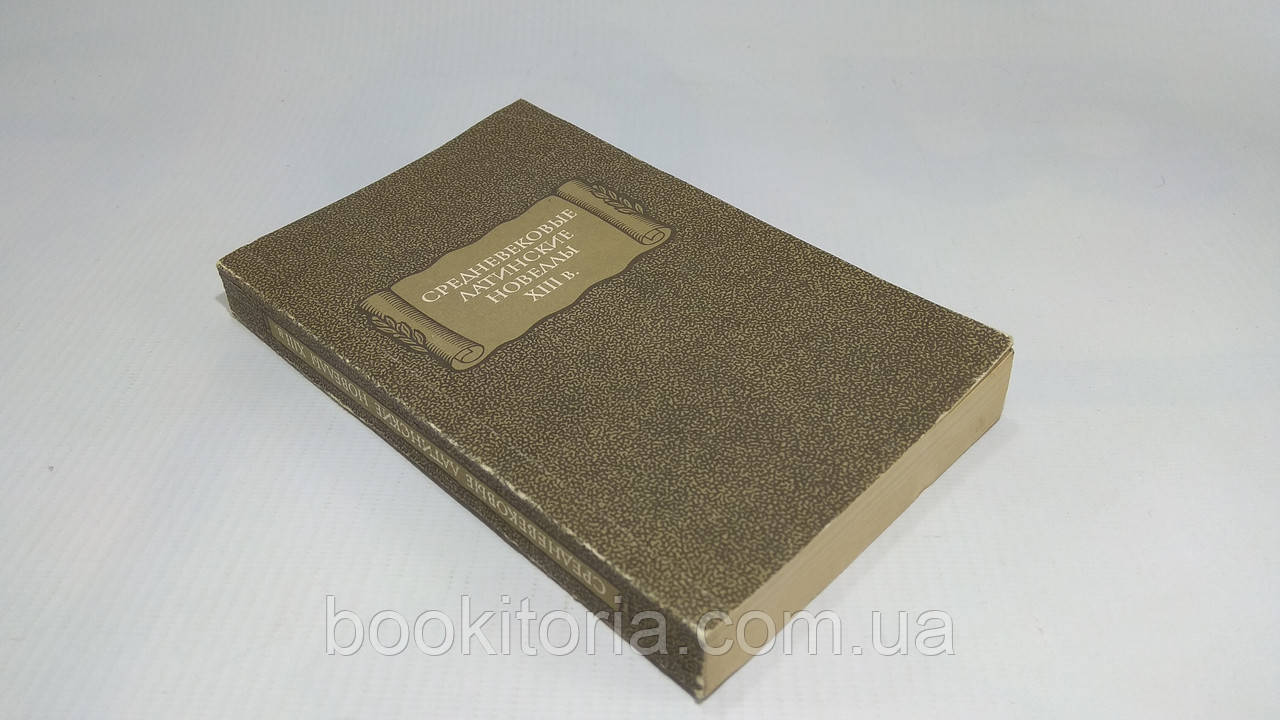 СРЕДНЕВЕКОВЫЕ
ЛАТИНСКИЕ
НОВЕЛЛЫ
XIII В.
СРЕДНЕВЕКОВЫЕ ЛАТИНСКИЕ НОВЕЛЛЫ XIII В.
bookitoria.com.ua